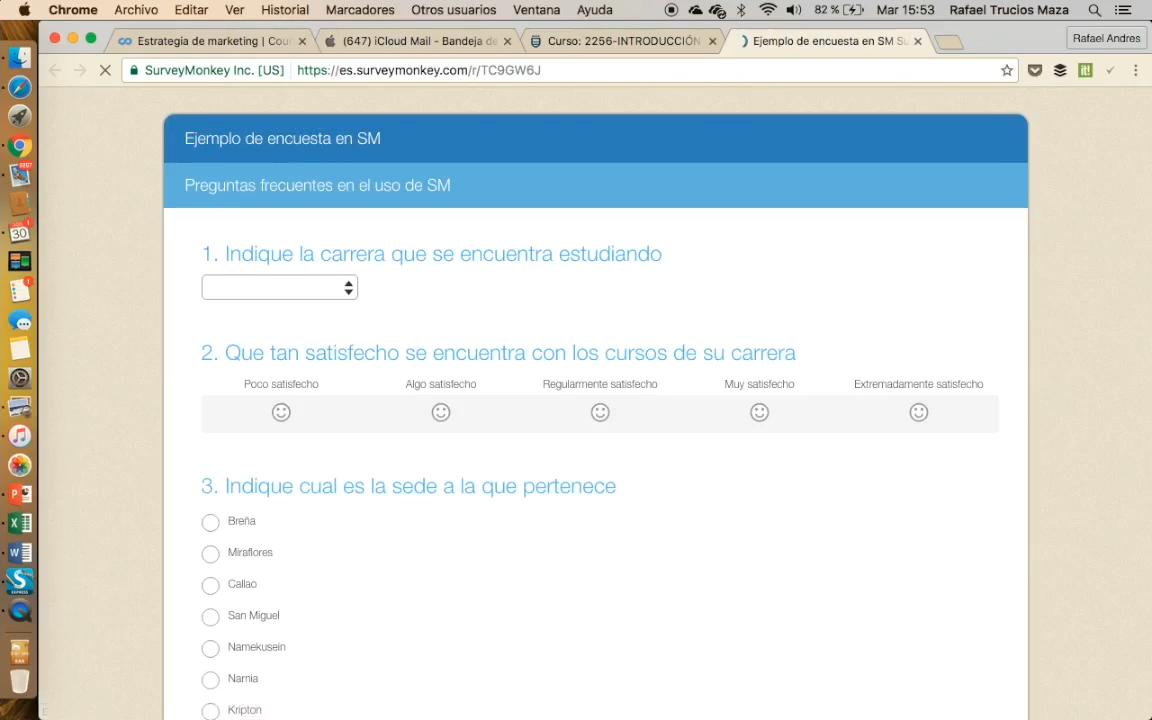 Chrome Archivo Editar Ver Historial Marcadores Otros usuarios Ventana Ayuda 82 % Mar 15:53 Rafael Trucios Maza
Estrategia de marketing | Cou
(647) iCloud Mail - Bandeja de
Curso: 2256-INTRODUCCIÓN
Ejemplo de encuesta en SM Su
Rafael Andres
SurveyMonkey Inc. [US] https://es.surveymonkey.com/r/TC9GW6J
Ejemplo de encuesta en SM
Preguntas frecuentes en el uso de SM
1. Indique la carrera que se encuentra estudiando
2. Que tan satisfecho se encuentra con los cursos de su carrera
Poco satisfecho Algo satisfecho Regularmente satisfecho Muy satisfecho Extremadamente satisfecho
3. Indique cual es la sede a la que pertenece
Breña
Miraflores
Callao
San Miguel
Namekusein
Narnia
Kripton